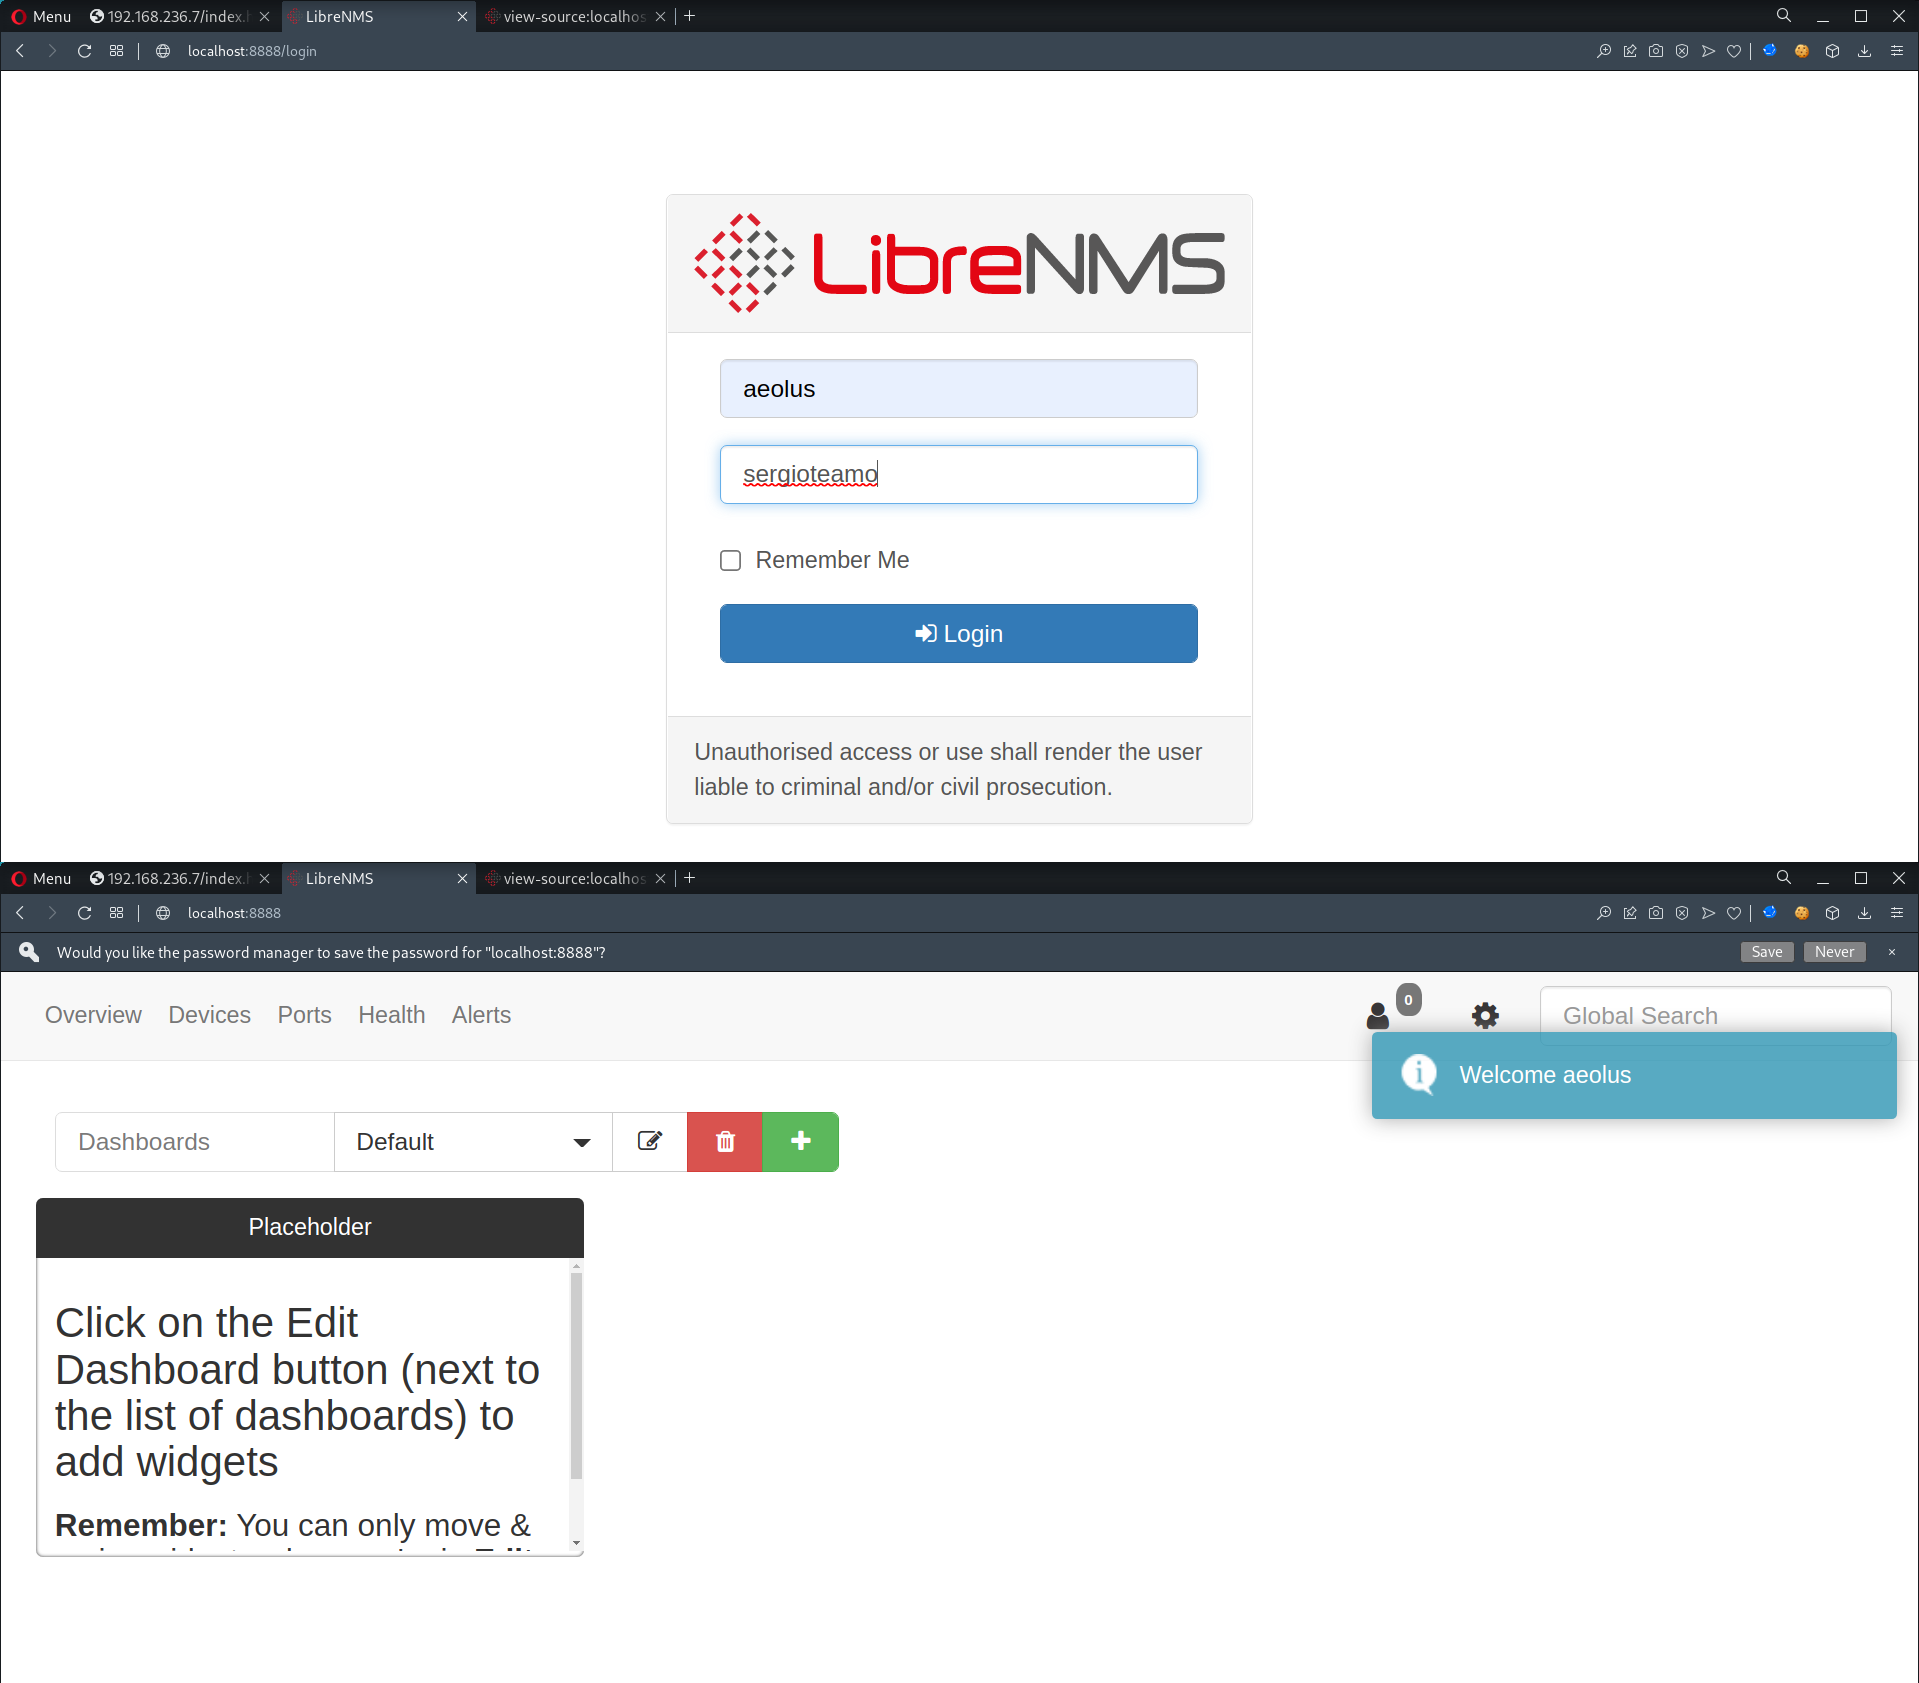 Menu 192.168.236.7/index.h LibreNMS view-source:localhos
localhost:8888/login
LibreNMS
aeolus
sergioteamo
Remember Me
Login
Unauthorised access or use shall render the user
liable to criminal and/or civil prosecution.
Menu 192.168.236.7/index.h LibreNMS view-source:localhos
localhost:8888
Would you like the password manager to save the password for "localhost:8888"? Save Never
Overview Devices Ports Health Alerts 0 Global Search
Welcome aeolus
Dashboards Default
Placeholder
Click on the Edit
Dashboard button (next to
the list of dashboards) to
add widgets
Remember: You can only move &